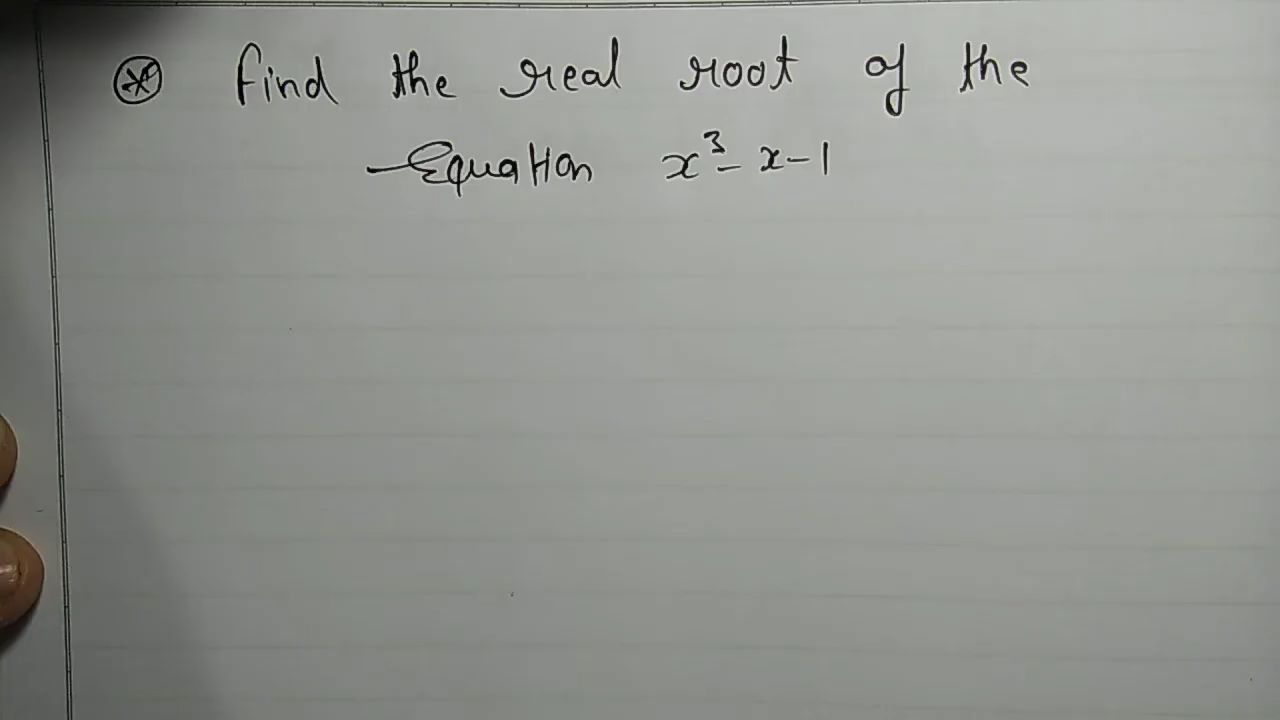 ⊛ Find the real root of the
Equation x³ - x - 1